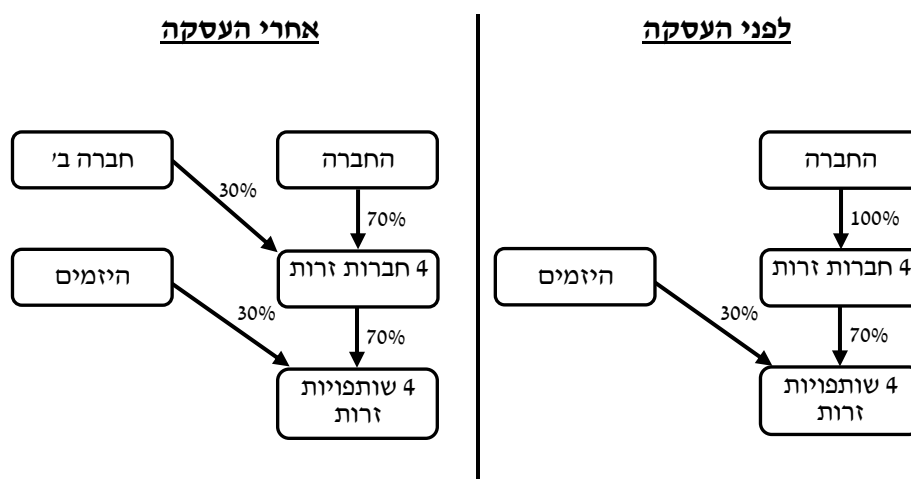 לפני העסקה
החברה
100%
4 חברות זרות
היזמים
30%
70%
4 שותפויות
זרות
אחרי העסקה
החברה
חברה ב'
30%
70%
4 חברות זרות
היזמים
30%
70%
4 שותפויות
זרות